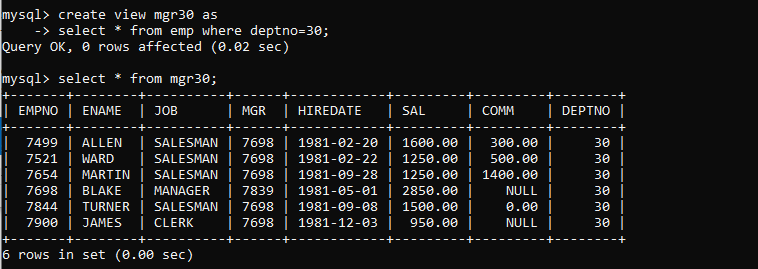 mysql> create view mgr30 as
    -> select * from emp where deptno=30;
Query OK, 0 rows affected (0.02 sec)

mysql> select * from mgr30;
+-------+--------+----------+------+------------+---------+---------+--------+
| EMPNO | ENAME  | JOB      | MGR  | HIREDATE   | SAL     | COMM    | DEPTNO |
+-------+--------+----------+------+------------+---------+---------+--------+
|  7499 | ALLEN  | SALESMAN | 7698 | 1981-02-20 | 1600.00 |  300.00 |     30 |
|  7521 | WARD   | SALESMAN | 7698 | 1981-02-22 | 1250.00 |  500.00 |     30 |
|  7654 | MARTIN | SALESMAN | 7698 | 1981-09-28 | 1250.00 | 1400.00 |     30 |
|  7698 | BLAKE  | MANAGER  | 7839 | 1981-05-01 | 2850.00 |    NULL |     30 |
|  7844 | TURNER | SALESMAN | 7698 | 1981-09-08 | 1500.00 |    0.00 |     30 |
|  7900 | JAMES  | CLERK    | 7698 | 1981-12-03 |  950.00 |    NULL |     30 |
+-------+--------+----------+------+------------+---------+---------+--------+
6 rows in set (0.00 sec)